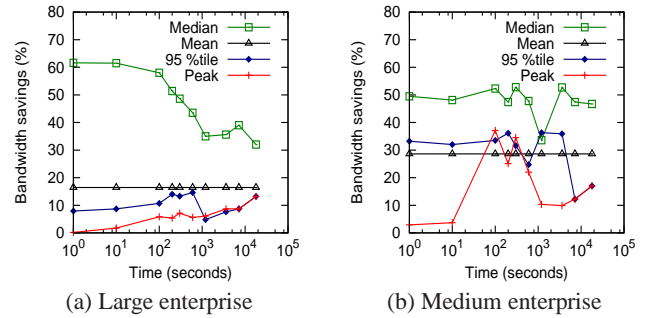 Bandwidth savings (%)
80
70
60
50
40
30
20
10
0
Median
Mean
95 %tile
Peak
10^0
10^1
10^2
10^3
10^4
10^5
Time (seconds)
(a) Large enterprise
Bandwidth savings (%)
80
70
60
50
40
30
20
10
0
Median
Mean
95 %tile
Peak
10^0
10^1
10^2
10^3
10^4
10^5
Time (seconds)
(b) Medium enterprise